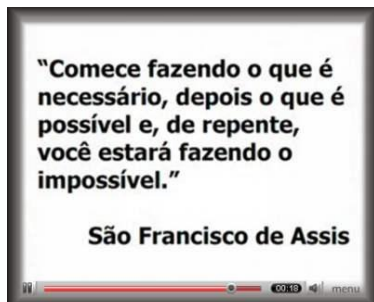 “Comece fazendo o que é
necessário, depois o que é
possível e, de repente,
você estará fazendo o
impossível.”
São Francisco de Assis
00:18
menu